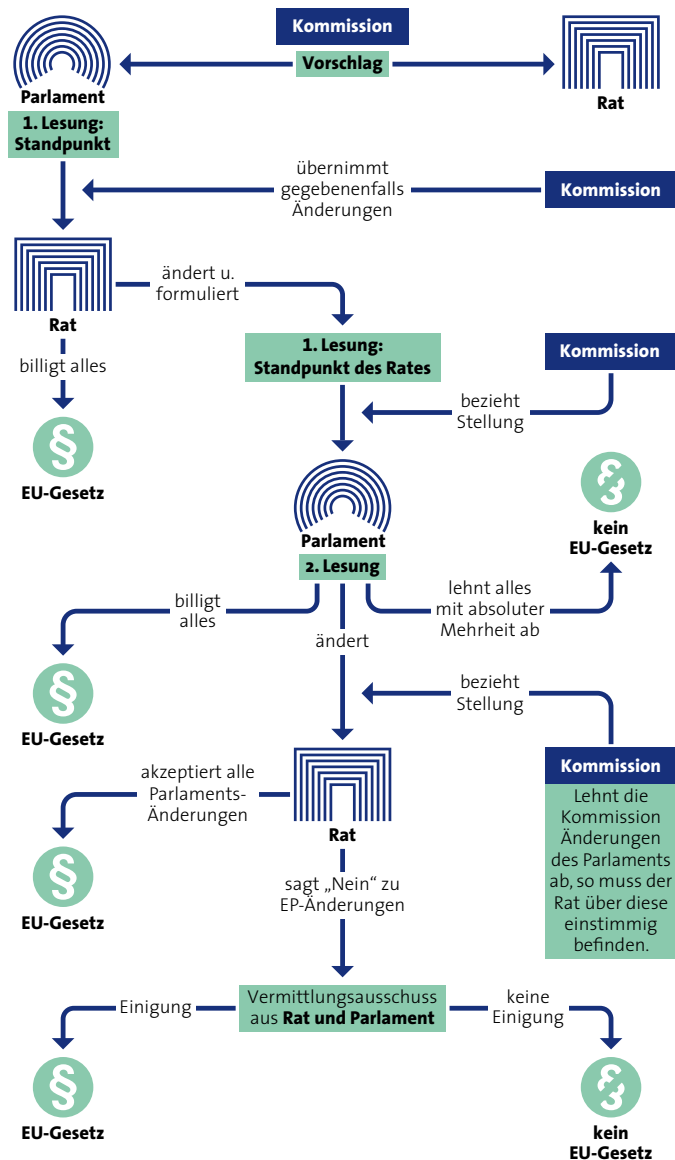 Kommission
Vorschlag
Parlament
Rat
1. Lesung:
Standpunkt
übernimmt
gegebenenfalls
Änderungen
Kommission
Rat
ändert u.
formuliert
billigt alles
EU-Gesetz
1. Lesung:
Standpunkt des Rates
Kommission
bezieht
Stellung
Parlament
2. Lesung
kein
EU-Gesetz
billigt
alles
ändert
lehnt alles
mit absoluter
Mehrheit ab
EU-Gesetz
bezieht
Stellung
Kommission
Lehnt die
Kommission
Änderungen
des Parlaments
ab, so muss der
Rat über diese
einstimmig
befinden.
akzeptiert alle
Parlaments-
Änderungen
Rat
EU-Gesetz
sagt „Nein“ zu
EP-Änderungen
Vermittlungsausschuss
aus Rat und Parlament
Einigung
keine
Einigung
EU-Gesetz
kein
EU-Gesetz